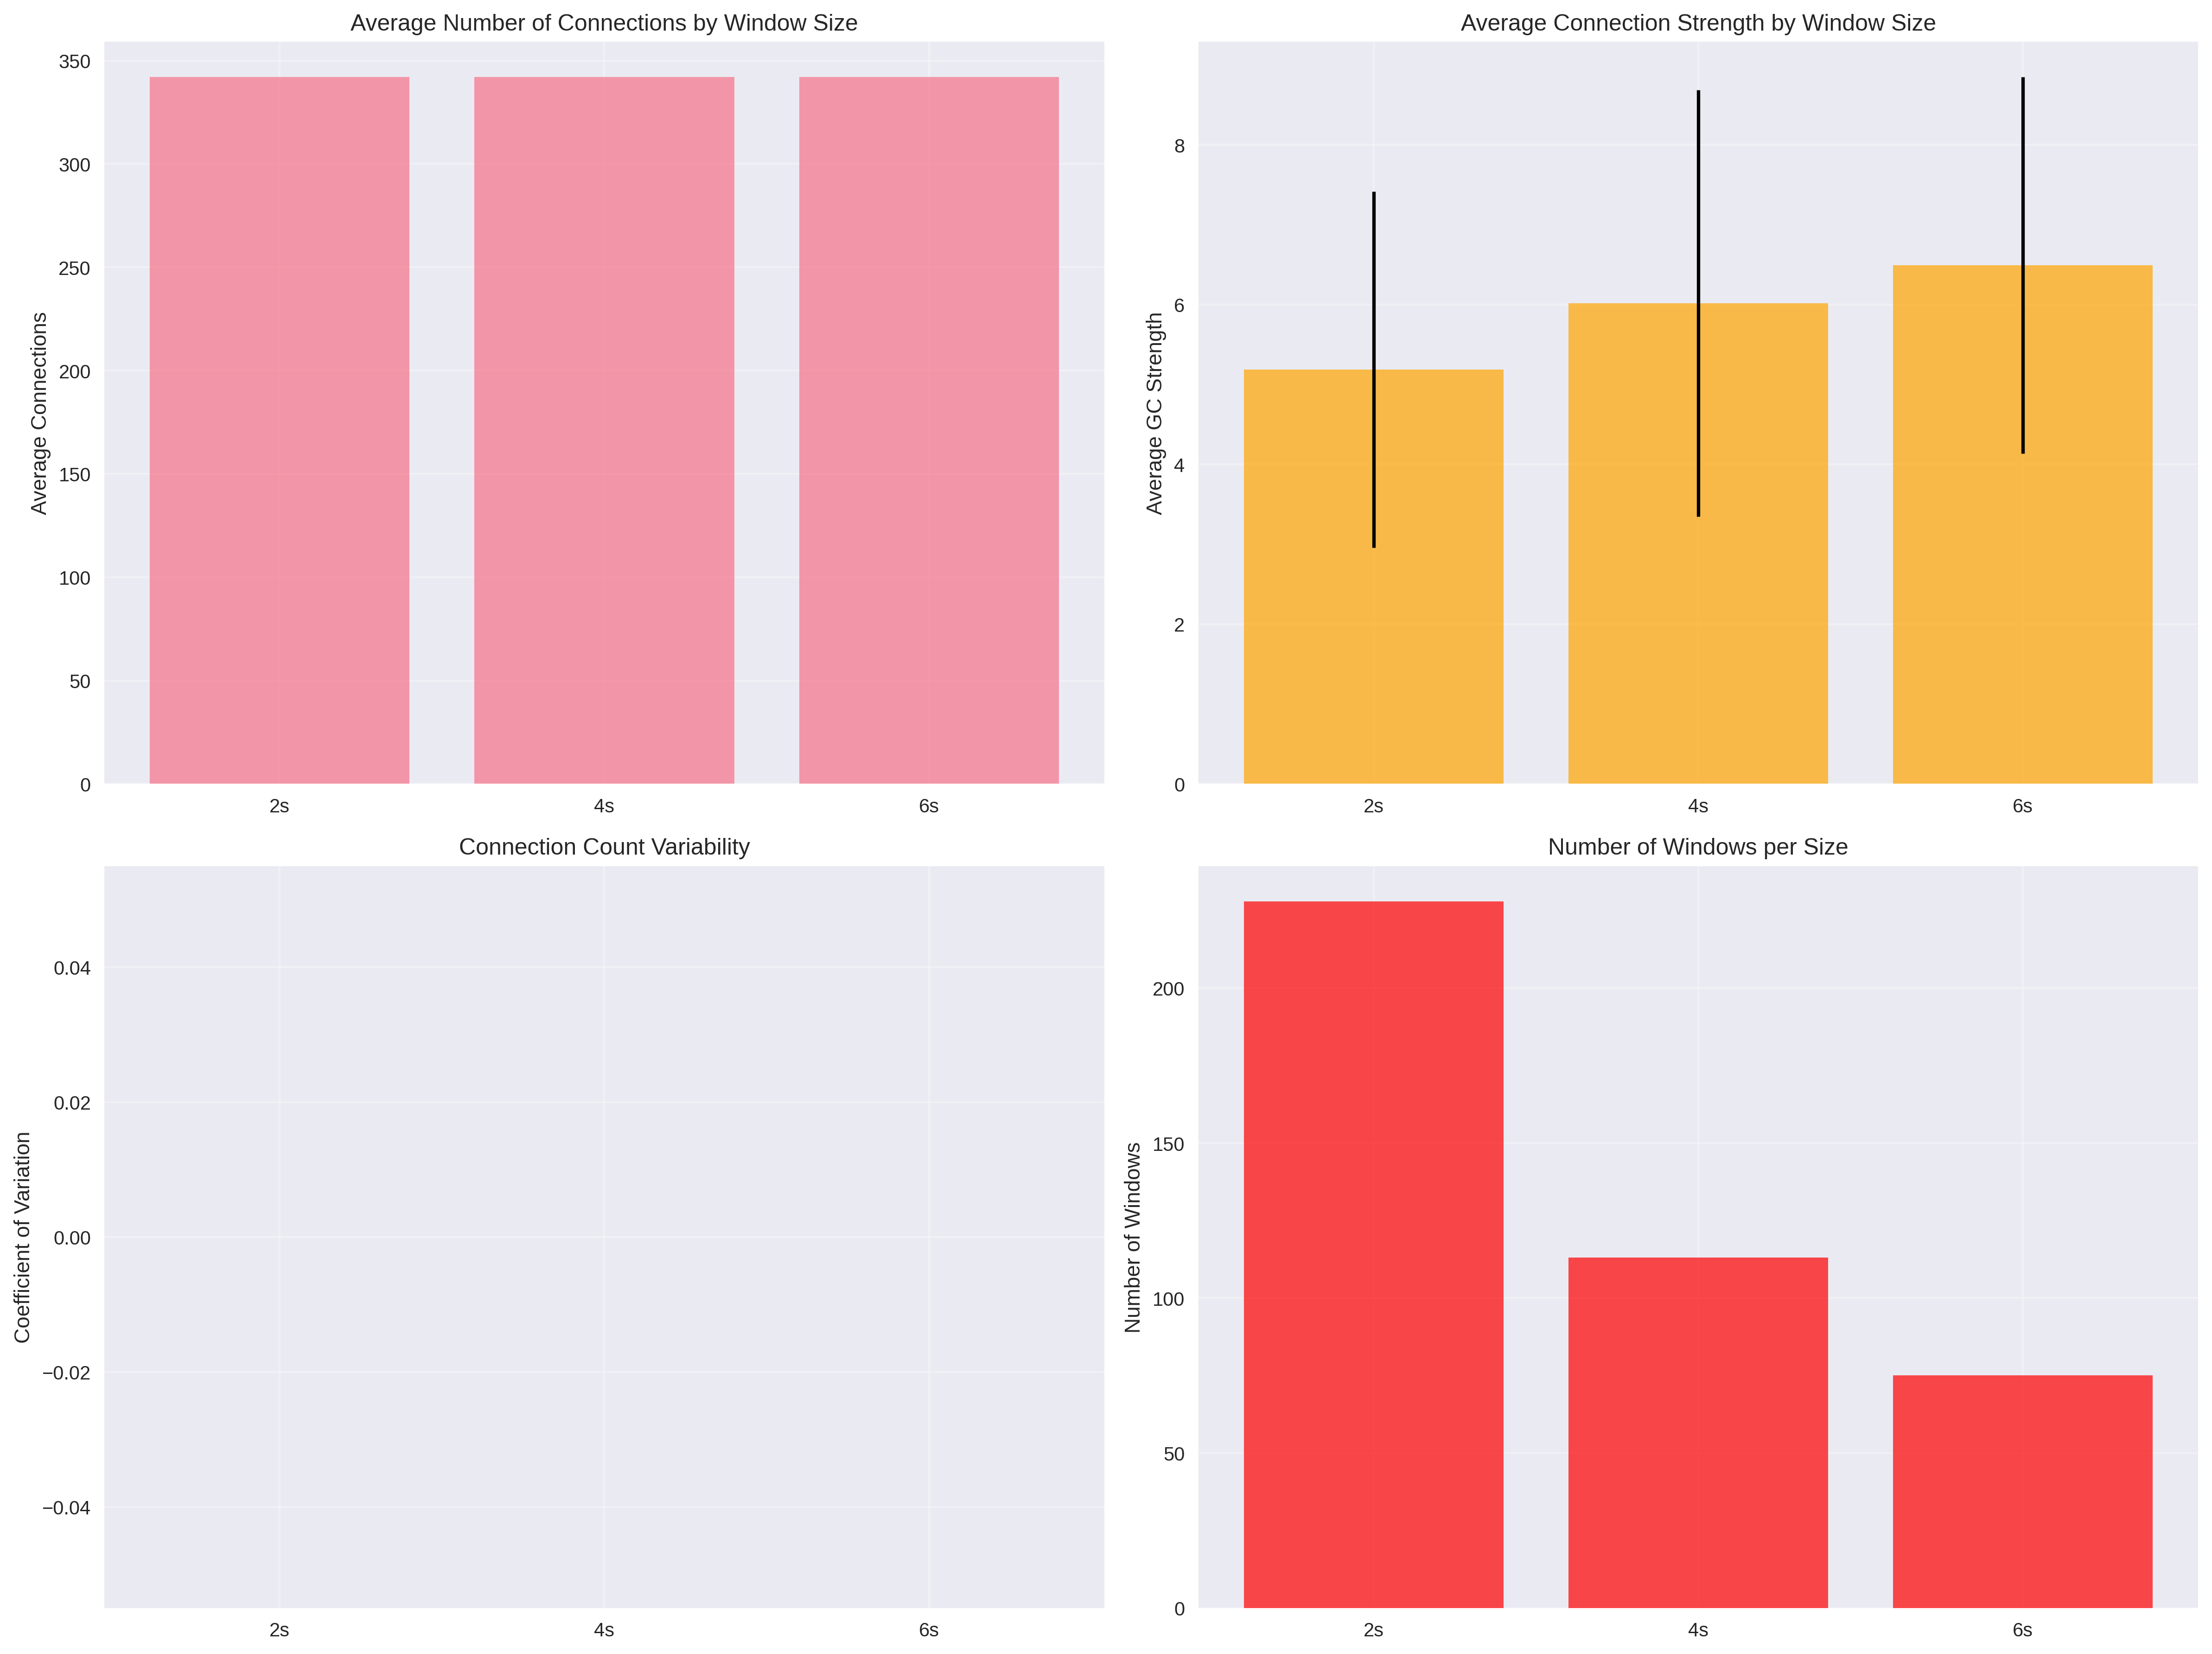 Average Number of Connections by Window Size
350
300
250
200
150
100
50
0
Average Connections
2s 4s 6s
Average Connection Strength by Window Size
8
6
4
2
0
Average GC Strength
2s 4s 6s
Connection Count Variability
0.04
0.02
0.00
−0.02
−0.04
Coefficient of Variation
2s 4s 6s
Number of Windows per Size
200
150
100
50
0
Number of Windows
2s 4s 6s